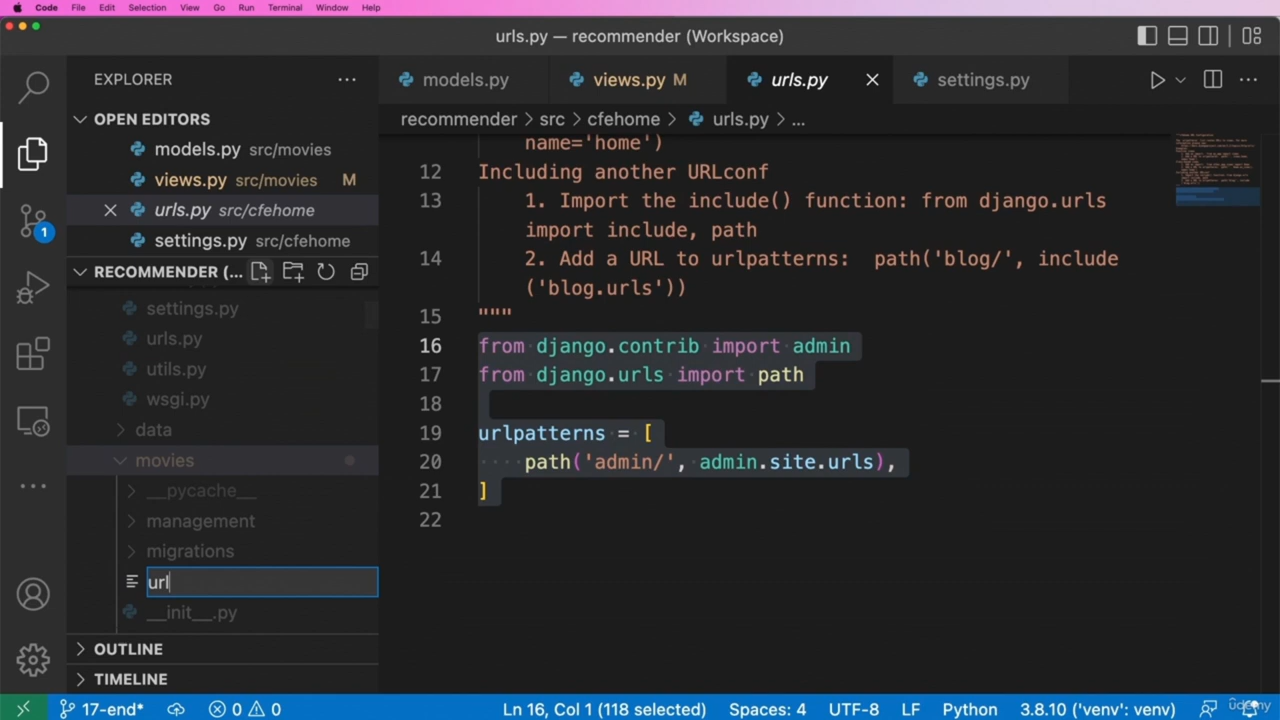 Code File Edit Selection View Go Run Terminal Window Help
urls.py — recommender (Workspace)
EXPLORER
models.py
views.py M
urls.py
settings.py
OPEN EDITORS
models.py src/movies
views.py src/movies M
urls.py src/cfehome
settings.py src/cfehome
RECOMMENDER (...
settings.py
urls.py
utils.py
wsgi.py
data
movies
__pycache__
management
migrations
url
__init__.py
OUTLINE
TIMELINE
1
recommender > src > cfehome > urls.py > ...
name='home')
12 Including another URLconf
13 1. Import the include() function: from django.urls
import include, path
14 2. Add a URL to urlpatterns: path('blog/', include
('blog.urls'))
15 """
16 from django.contrib import admin
17 from django.urls import path
18
19 urlpatterns = [
20 path('admin/', admin.site.urls),
21 ]
22
17-end* 0 0 Ln 16, Col 1 (118 selected) Spaces: 4 UTF-8 LF Python 3.8.10 ('venv': venv)
udemy